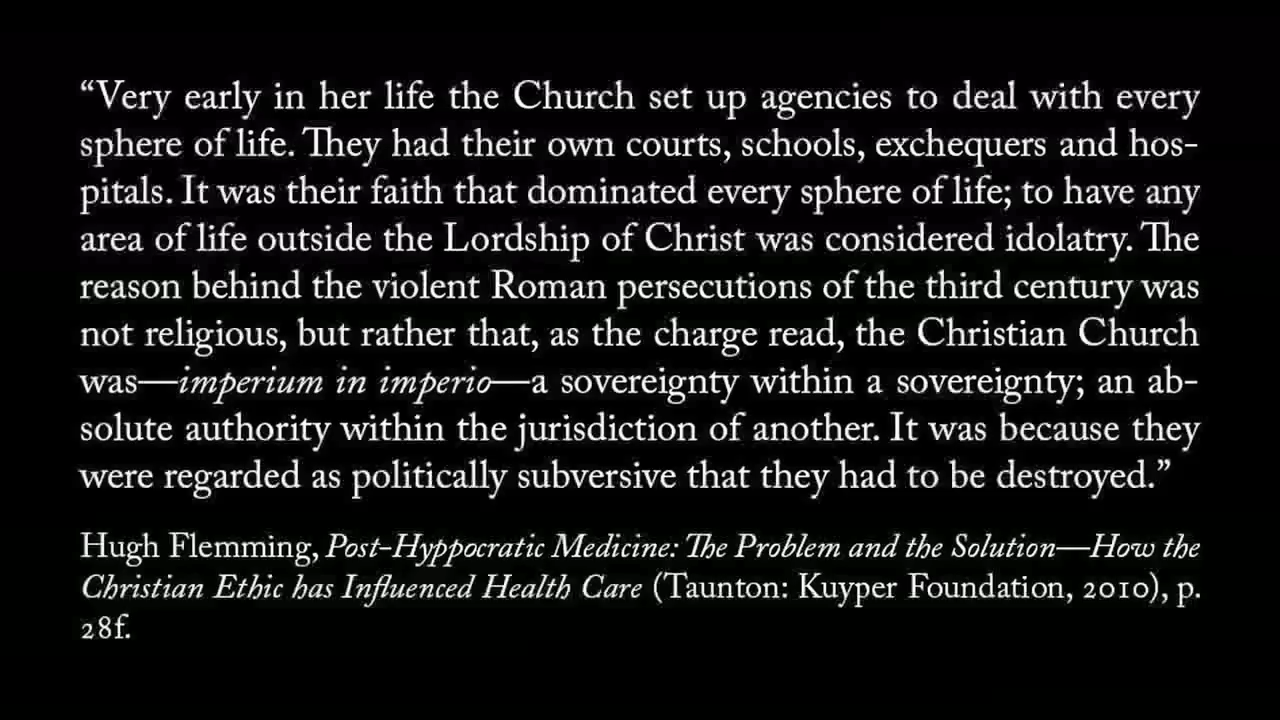 “Very early in her life the Church set up agencies to deal with every
sphere of life. They had their own courts, schools, exchequers and hos-
pitals. It was their faith that dominated every sphere of life; to have any
area of life outside the Lordship of Christ was considered idolatry. The
reason behind the violent Roman persecutions of the third century was
not religious, but rather that, as the charge read, the Christian Church
was—imperium in imperio—a sovereignty within a sovereignty; an ab-
solute authority within the jurisdiction of another. It was because they
were regarded as politically subversive that they had to be destroyed.”
Hugh Flemming, Post-Hyppocratic Medicine: The Problem and the Solution—How the
Christian Ethic has Influenced Health Care (Taunton: Kuyper Foundation, 2010), p.
28f.